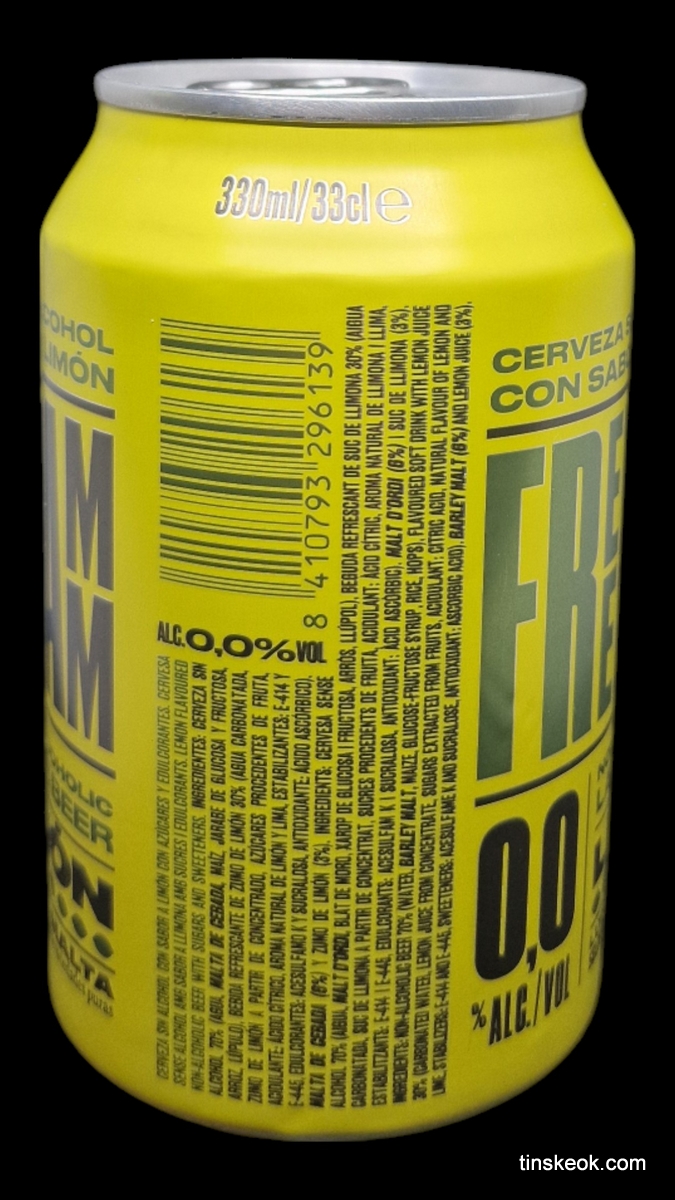 330ml/33cl e
COHOL
LIMÓN
AM
AM
HOLIC
BEER
ÓN
MALTA
8 410793 296139
ALC. 0,0% VOL
CERVEZA SIN ALCOHOL CON SABOR A LIMÓN CON AZÚCARES Y EDULCORANTES. CERVESA
SENSE ALCOHOL AMB SABOR A LLIMONA AMB SUCRES I EDULCORANTS. LEMON FLAVOURED
NON-ALCOHOLIC BEER WITH SUGARS AND SWEETENERS. INGREDIENTES: CERVEZA SIN
ALCOHOL 70% (AGUA, MALTA DE CEBADA, MAÍZ, JARABE DE GLUCOSA Y FRUCTOSA,
ARROZ, LÚPULO), BEBIDA REFRESCANTE DE ZUMO DE LIMÓN 30% (AGUA CARBONATADA,
ZUMO DE LIMÓN A PARTIR DE CONCENTRADO, AZÚCARES PROCEDENTES DE FRUTA,
ACIDULANTE: ÁCIDO CÍTRICO, AROMA NATURAL DE LIMÓN Y LIMA, ESTABILIZANTES: E-414 Y
E-445, EDULCORANTES: ACESULFAMO K Y SUCRALOSA, ANTIOXIDANTE: ÁCIDO ASCÓRBICO).
MALTA DE CEBADA (6%) Y ZUMO DE LIMÓN (3%). INGREDIENTS: CERVESA SENSE
ALCOHOL 70% (AIGUA, MALT D'ORDI, BLAT DE MORO, XAROP DE GLUCOSA I FRUCTOSA, ARRÒS, LLÚPOL), BEGUDA REFRESCANT DE SUC DE LLIMONA 30% (AIGUA
CARBONATADA, SUC DE LLIMONA A PARTIR DE CONCENTRAT, SUCRES PROCEDENTS DE FRUITA, ACIDULANT: ÀCID CÍTRIC, AROMA NATURAL DE LLIMONA I LLIMA,
ESTABILITZANTS: E-414 I E-445, EDULCORANTS: ACESULFAM K I SUCRALOSA, ANTIOXIDANT: ÀCID ASCÒRBIC). MALT D'ORDI (6%) I SUC DE LLIMONA (3%).
INGREDIENTS: NON-ALCOHOLIC BEER 70% (WATER, BARLEY MALT, MAIZE, GLUCOSE-FRUCTOSE SYRUP, RICE, HOPS), FLAVOURED SOFT DRINK WITH LEMON JUICE
30% (CARBONATED WATER, LEMON JUICE FROM CONCENTRATE, SUGARS EXTRACTED FROM FRUITS, ACIDULANT: CITRIC ACID, NATURAL FLAVOUR OF LEMON AND
LIME, STABILIZERS: E-414 AND E-445, SWEETENERS: ACESULFAME K AND SUCRALOSE, ANTIOXIDANT: ASCORBIC ACID). BARLEY MALT (6%) AND LEMON JUICE (3%).
CERVEZA S
CON SAB
FRE
E
0,0
% ALC./VOL
tinskeok.com